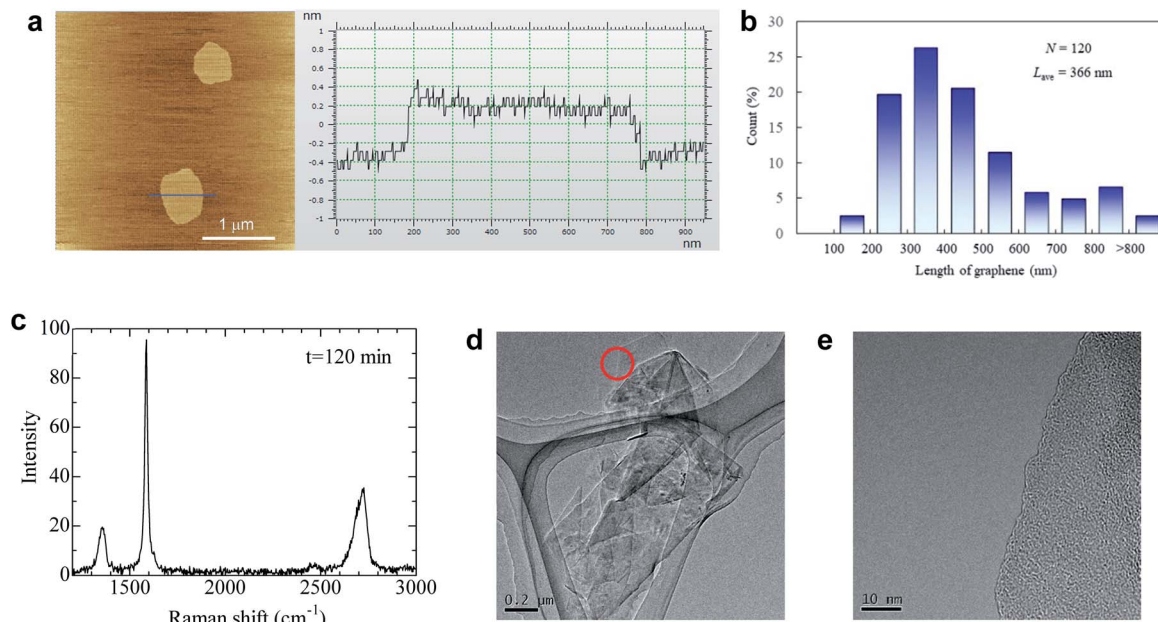 a
nm
1
0.8
0.6
0.4
0.2
0
-0.2
-0.4
-0.6
-0.8
-1
0 100 200 300 400 500 600 700 800 900
nm
1 μm
b
30
25
20
15
10
5
0
Count (%)
N = 120
Lave = 366 nm
100 200 300 400 500 600 700 800 >800
Length of graphene (nm)
c
100
80
60
40
20
0
Intensity
t=120 min
1500 2000 2500 3000
Raman shift (cm-1)
d
0.2 μm
e
10 nm